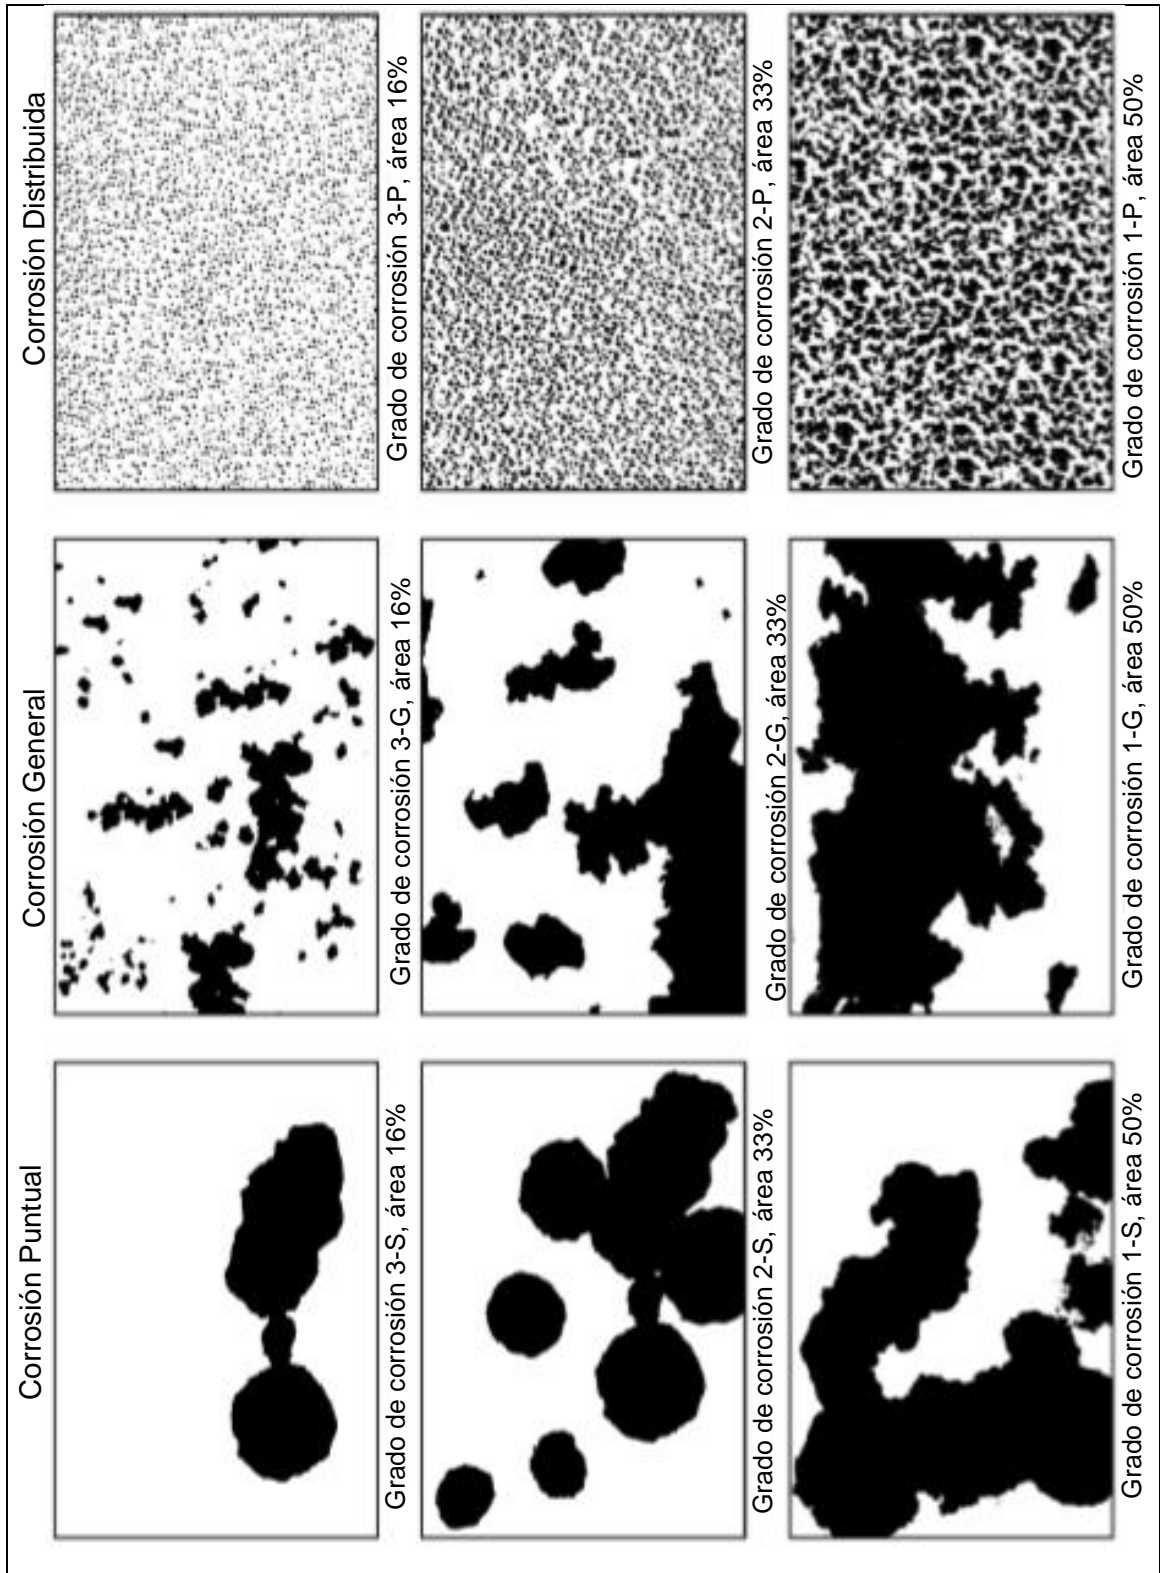 Corrosión Puntual
Corrosión General
Corrosión Distribuida
Grado de corrosión 3-S, área 16%
Grado de corrosión 3-G, área 16%
Grado de corrosión 3-P, área 16%
Grado de corrosión 2-S, área 33%
Grado de corrosión 2-G, área 33%
Grado de corrosión 2-P, área 33%
Grado de corrosión 1-S, área 50%
Grado de corrosión 1-G, área 50%
Grado de corrosión 1-P, área 50%